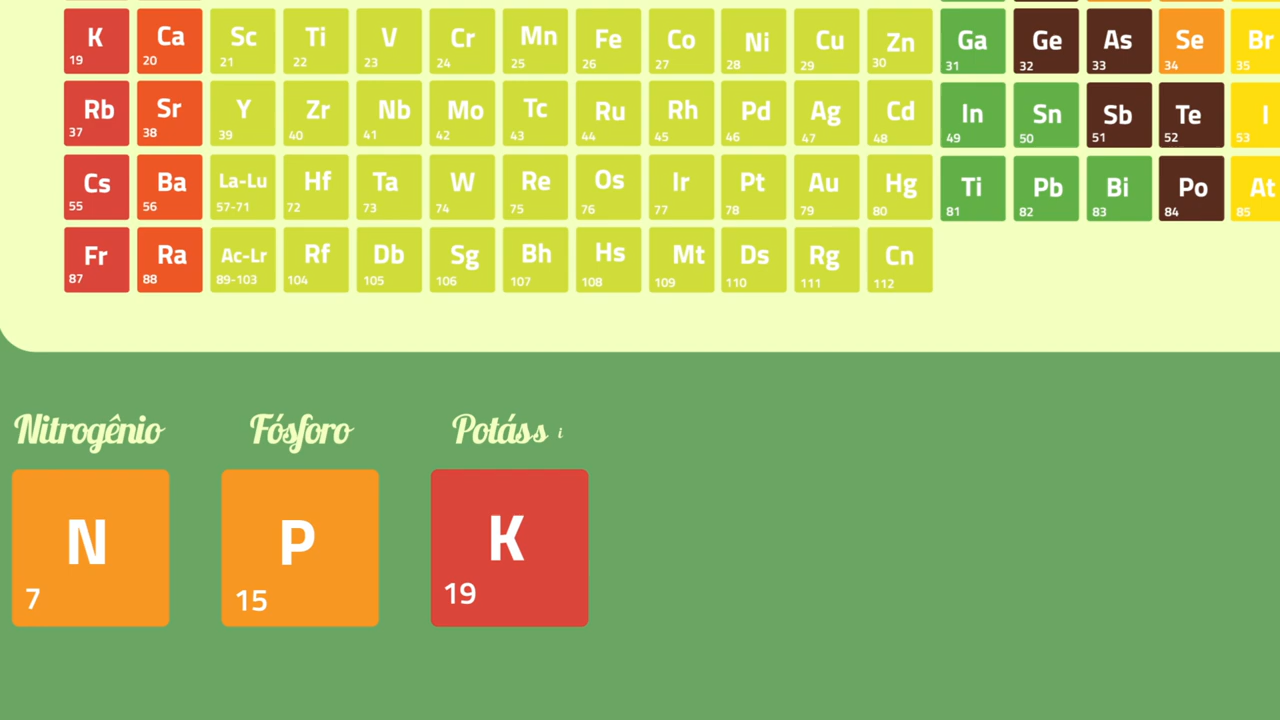 K Ca Sc Ti V Cr Mn Fe Co Ni Cu Zn Ga Ge As Se Br
19 20 21 22 23 24 25 26 27 28 29 30 31 32 33 34 35
Rb Sr Y Zr Nb Mo Tc Ru Rh Pd Ag Cd In Sn Sb Te I
37 38 39 40 41 42 43 44 45 46 47 48 49 50 51 52 53
Cs Ba La-Lu Hf Ta W Re Os Ir Pt Au Hg Ti Pb Bi Po At
55 56 57-71 72 73 74 75 76 77 78 79 80 81 82 83 84 85
Fr Ra Ac-Lr Rf Db Sg Bh Hs Mt Ds Rg Cn
87 88 89-103 104 105 106 107 108 109 110 111 112
Nitrogênio Fósforo Potáss i
N P K
7 15 19